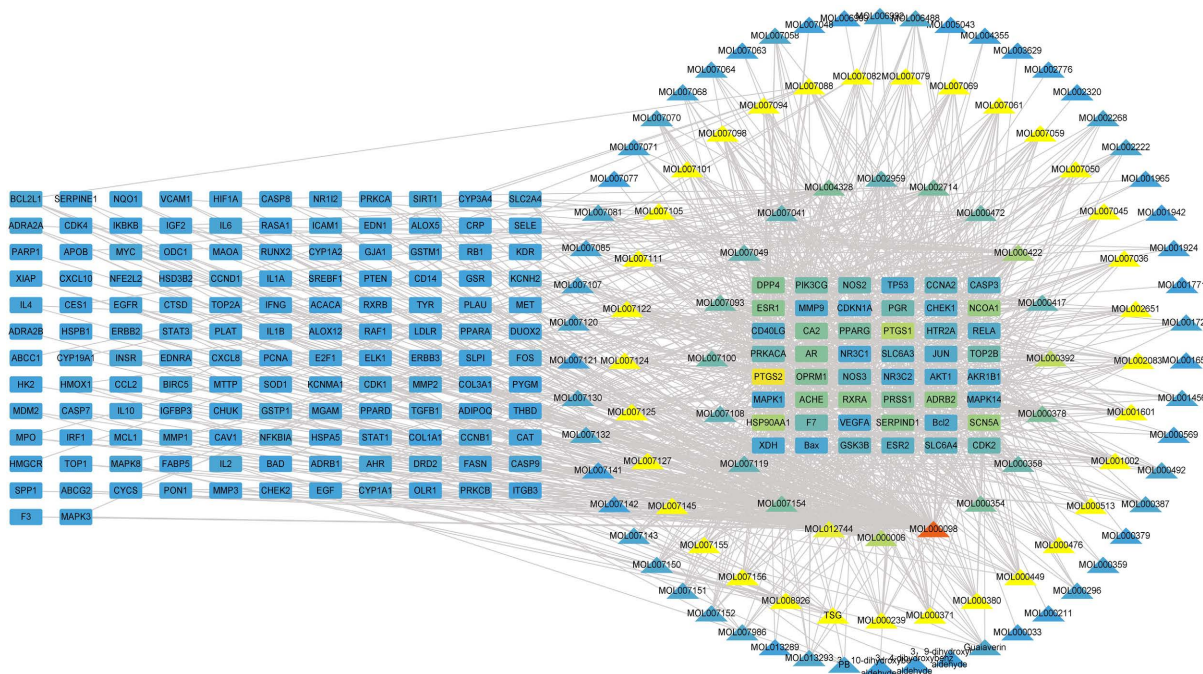 BCL2L1 SERPINE1 NQO1 VCAM1 HIF1A CASP8 NR1I2 PRKCA SIRT1 CYP3A4 SLC2A4
ADRA2A CDK4 IKBKB IGF2 IL6 RASA1 ICAM1 EDN1 ALOX5 CRP SELE
PARP1 APOB MYC ODC1 MAOA RUNX2 CYP1A2 GJA1 GSTM1 RB1 KDR
XIAP CXCL10 NFE2L2 HSD3B2 CCND1 IL1A SREBF1 PTEN CD14 GSR KCNH2
IL4 CES1 EGFR CTSD TOP2A IFNG ACACA RXRB TYR PLAU MET
ADRA2B HSPB1 ERBB2 STAT3 PLAT IL1B ALOX12 RAF1 LDLR PPARA DUOX2
ABCC1 CYP19A1 INSR EDNRA CXCL8 PCNA E2F1 ELK1 ERBB3 SLPI FOS
HK2 HMOX1 CCL2 BIRC5 MTTP SOD1 KCNMA1 CDK1 MMP2 COL3A1 PYGM
MDM2 CASP7 IL10 IGFBP3 CHUK GSTP1 MGAM PPARD TGFB1 ADIPOQ THBD
MPO IRF1 MCL1 MMP1 CAV1 NFKBIA HSPA5 STAT1 COL1A1 CCNB1 CAT
HMGCR TOP1 MAPK8 FABP5 IL2 BAD ADRB1 AHR DRD2 FASN CASP9
SPP1 ABCG2 CYCS PON1 MMP3 CHEK2 EGF CYP1A1 OLR1 PRKCB ITGB3
F3 MAPK3
DPP4 PIK3CG NOS2 TP53 CCNA2 CASP3
ESR1 MMP9 CDKN1A PGR CHEK1 NCOA1
CD40LG CA2 PPARG PTGS1 HTR2A RELA
PRKACA AR NR3C1 SLC6A3 JUN TOP2B
PTGS2 OPRM1 NOS3 NR3C2 AKT1 AKR1B1
MAPK1 ACHE RXRA PRSS1 ADRB2 MAPK14
HSP90AA1 F7 VEGFA SERPIND1 Bcl2 SCN5A
XDH Bax GSK3B ESR2 SLC6A4 CDK2
MOL006488
MOL005043
MOL004355
MOL003629
MOL002776
MOL002320
MOL002268
MOL002222
MOL001965
MOL001942
MOL001924
MOL001771
MOL000569
MOL000492
MOL000387
MOL000379
MOL000359
MOL000296
MOL000211
MOL000033
Gualaverin
3，9-dihydroxy
3，4-dihydroxybenz
aldehyde
aldehyde
PB
MOL013293
MOL013289
MOL007986
MOL007152
MOL007151
MOL007150
MOL007143
MOL007142
MOL007141
MOL007132
MOL007130
MOL007121
MOL007120
MOL007107
MOL007085
MOL007081
MOL007077
MOL007071
MOL007070
MOL007068
MOL007064
MOL007063
MOL007058
MOL007048
MOL007088
MOL007082
MOL007079
MOL007069
MOL007061
MOL007059
MOL007050
MOL007045
MOL007036
MOL002651
MOL002083
MOL001601
MOL001002
MOL000513
MOL000476
MOL000449
MOL000380
MOL000371
MOL000239
TSG
MOL008926
MOL007156
MOL007155
MOL007145
MOL007127
MOL007125
MOL007124
MOL007122
MOL007111
MOL007105
MOL007101
MOL007098
MOL007094
MOL004328
MOL002959
MOL002714
MOL000472
MOL000422
MOL000417
MOL000392
MOL000378
MOL000358
MOL000354
MOL000098
MOL000006
MOL012744
MOL007154
MOL007119
MOL007108
MOL007100
MOL007093
MOL007049
MOL007041